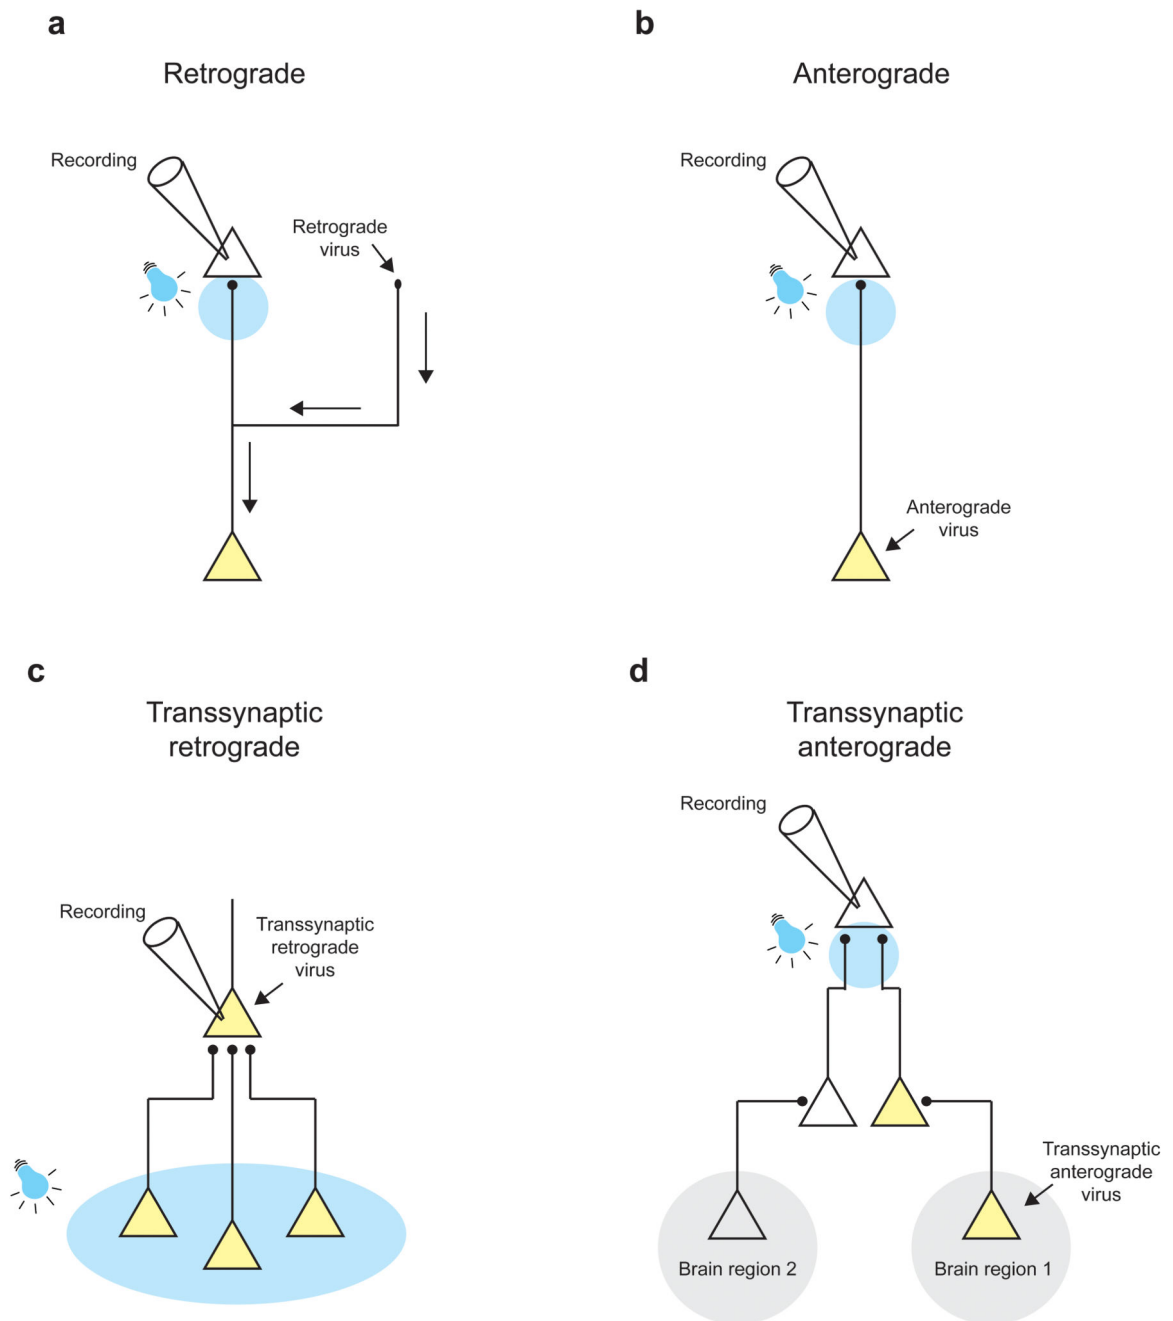 a
Retrograde
Recording
Retrograde
virus
b
Anterograde
Recording
Anterograde
virus
c
Transsynaptic
retrograde
Recording
Transsynaptic
retrograde
virus
d
Transsynaptic
anterograde
Recording
Transsynaptic
anterograde
virus
Brain region 2
Brain region 1